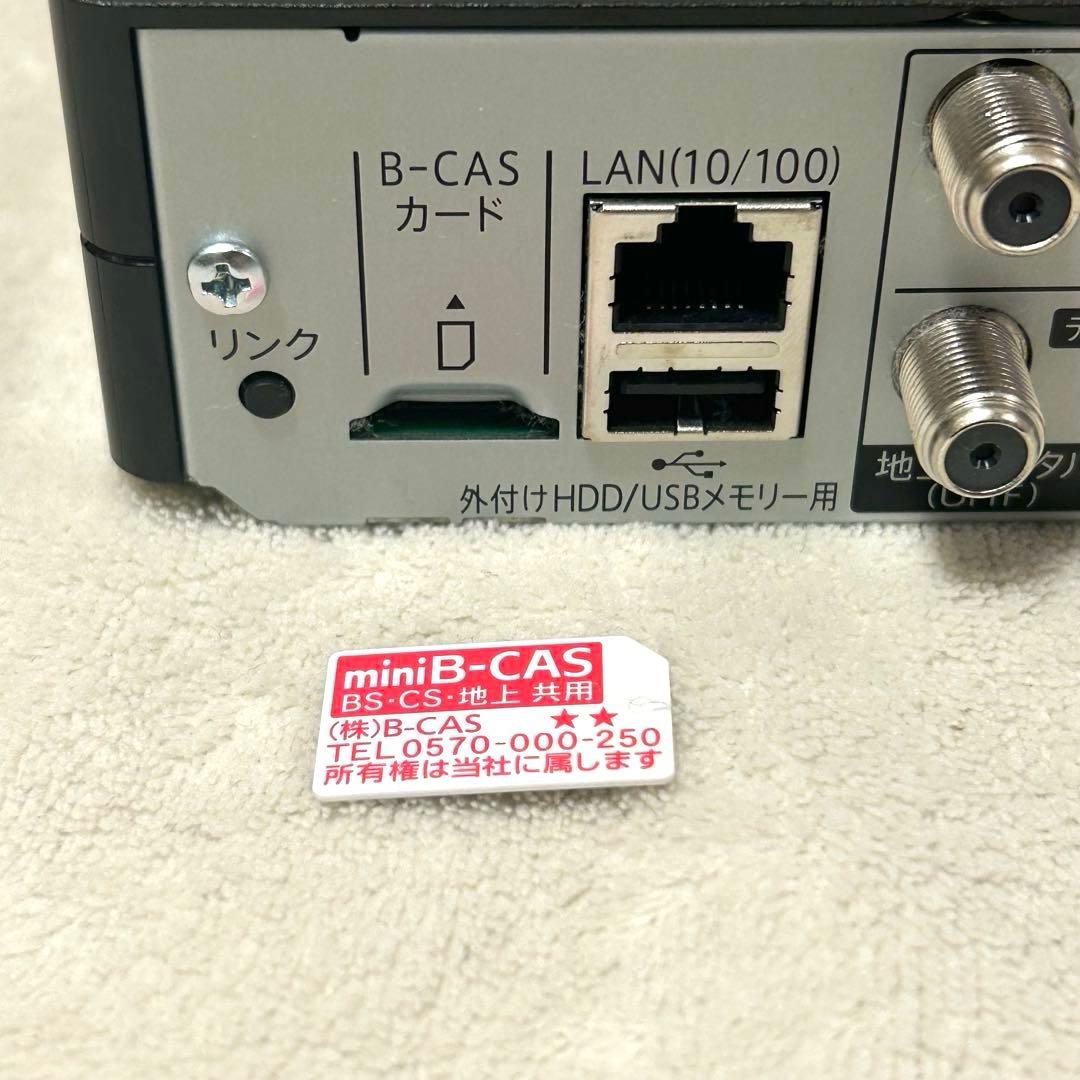 B-CAS
カード
LAN(10/100)
リンク
外付けHDD/USBメモリー用
miniB-CAS
BS・CS・地上 共用
(株)B-CAS ★★
TEL 0570-000-250
所有権は当社に属します